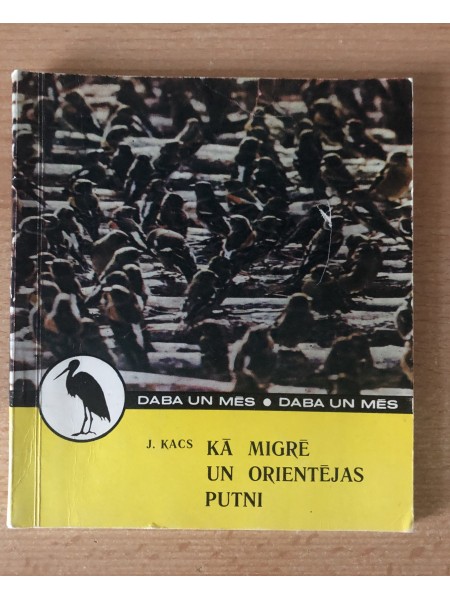 DABA UN MĒS ● DABA UN MĒS
J. KACS KĀ MIGRĒ
UN ORIENTĒJAS
PUTNI